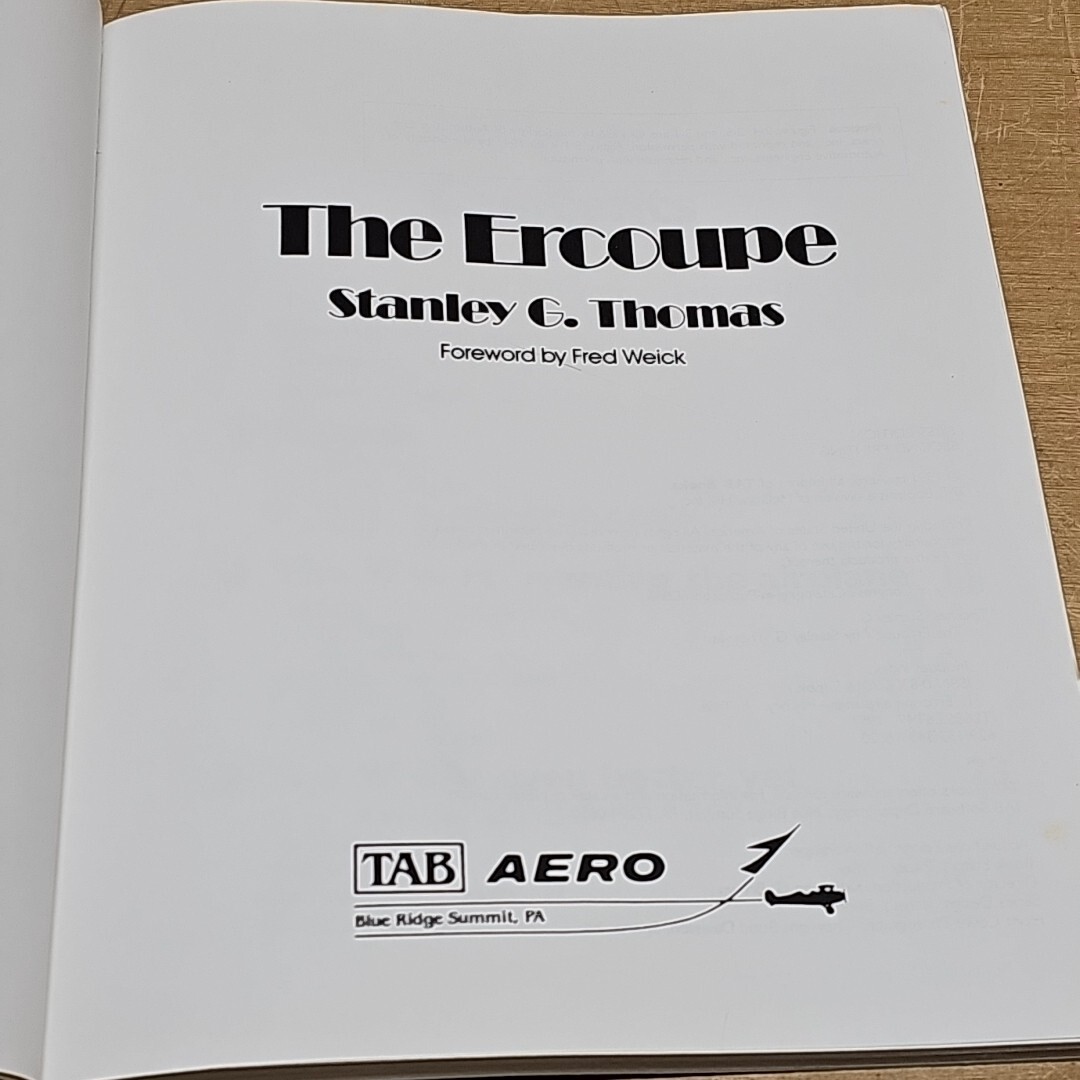 The Ercoupe
Stanley G. Thomas
Foreword by Fred Weick
TAB AERO
Blue Ridge Summit, PA